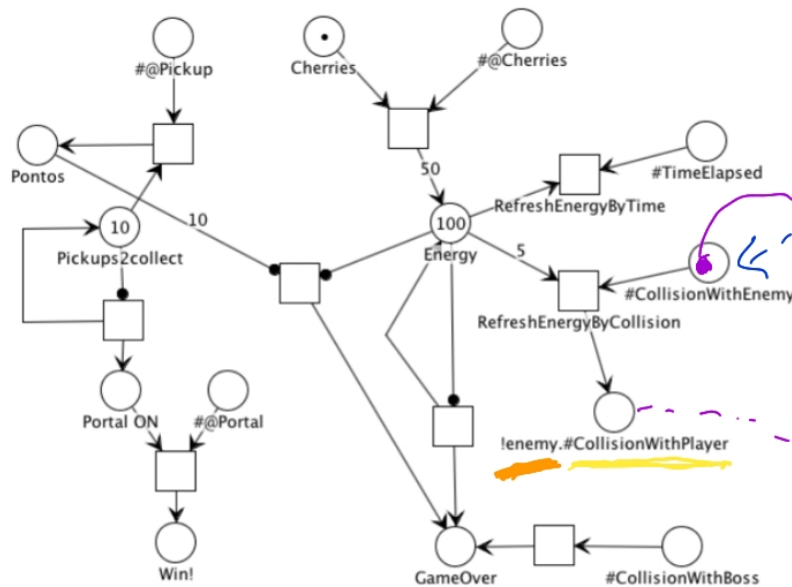 #@Pickup
Cherries
#@Cherries
Pontos
50
#TimeElapsed
RefreshEnergyByTime
10
10
Pickups2collect
100
Energy
5
#CollisionWithEnemy
RefreshEnergyByCollision
Portal ON
#@Portal
!enemy.#CollisionWithPlayer
Win!
GameOver
#CollisionWithBoss